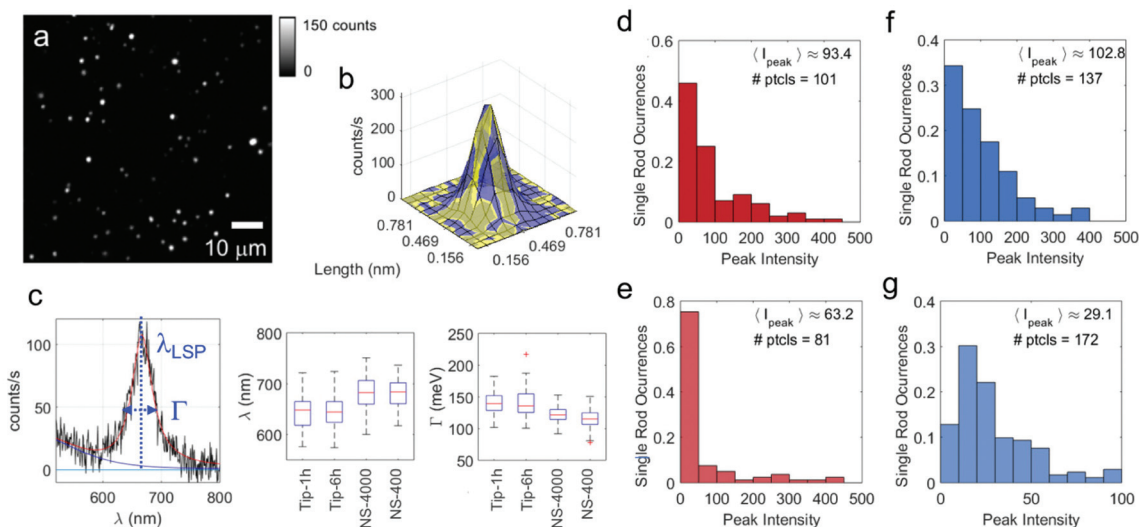 a
150 counts
0
10 μm
b
counts/s
300
200
100
0
0.781
0.469
0.156
Length (nm)
0.781
0.469
0.156
c
counts/s
100
50
0
λLSP
Γ
600 700 800
λ (nm)
λ (nm)
800
700
600
Tip-1h
Tip-6h
NS-4000
NS-400
Γ (meV)
250
200
150
100
50
Tip-1h
Tip-6h
NS-4000
NS-400
d
Single Rod Ocurrences
0.6
0.4
0.2
0
⟨ Ipeak ⟩ ≈ 93.4
# ptcls = 101
0 100 200 300 400 500
Peak Intensity
e
Single Rod Ocurrences
0.8
0.6
0.4
0.2
0
⟨ Ipeak ⟩ ≈ 63.2
# ptcls = 81
0 100 200 300 400 500
Peak Intensity
f
Single Rod Ocurrences
0.4
0.3
0.2
0.1
0
⟨ Ipeak ⟩ ≈ 102.8
# ptcls = 137
0 100 200 300 400 500
Peak Intensity
g
Single Rod Ocurrences
0.4
0.3
0.2
0.1
0
⟨ Ipeak ⟩ ≈ 29.1
# ptcls = 172
0 50 100
Peak Intensity